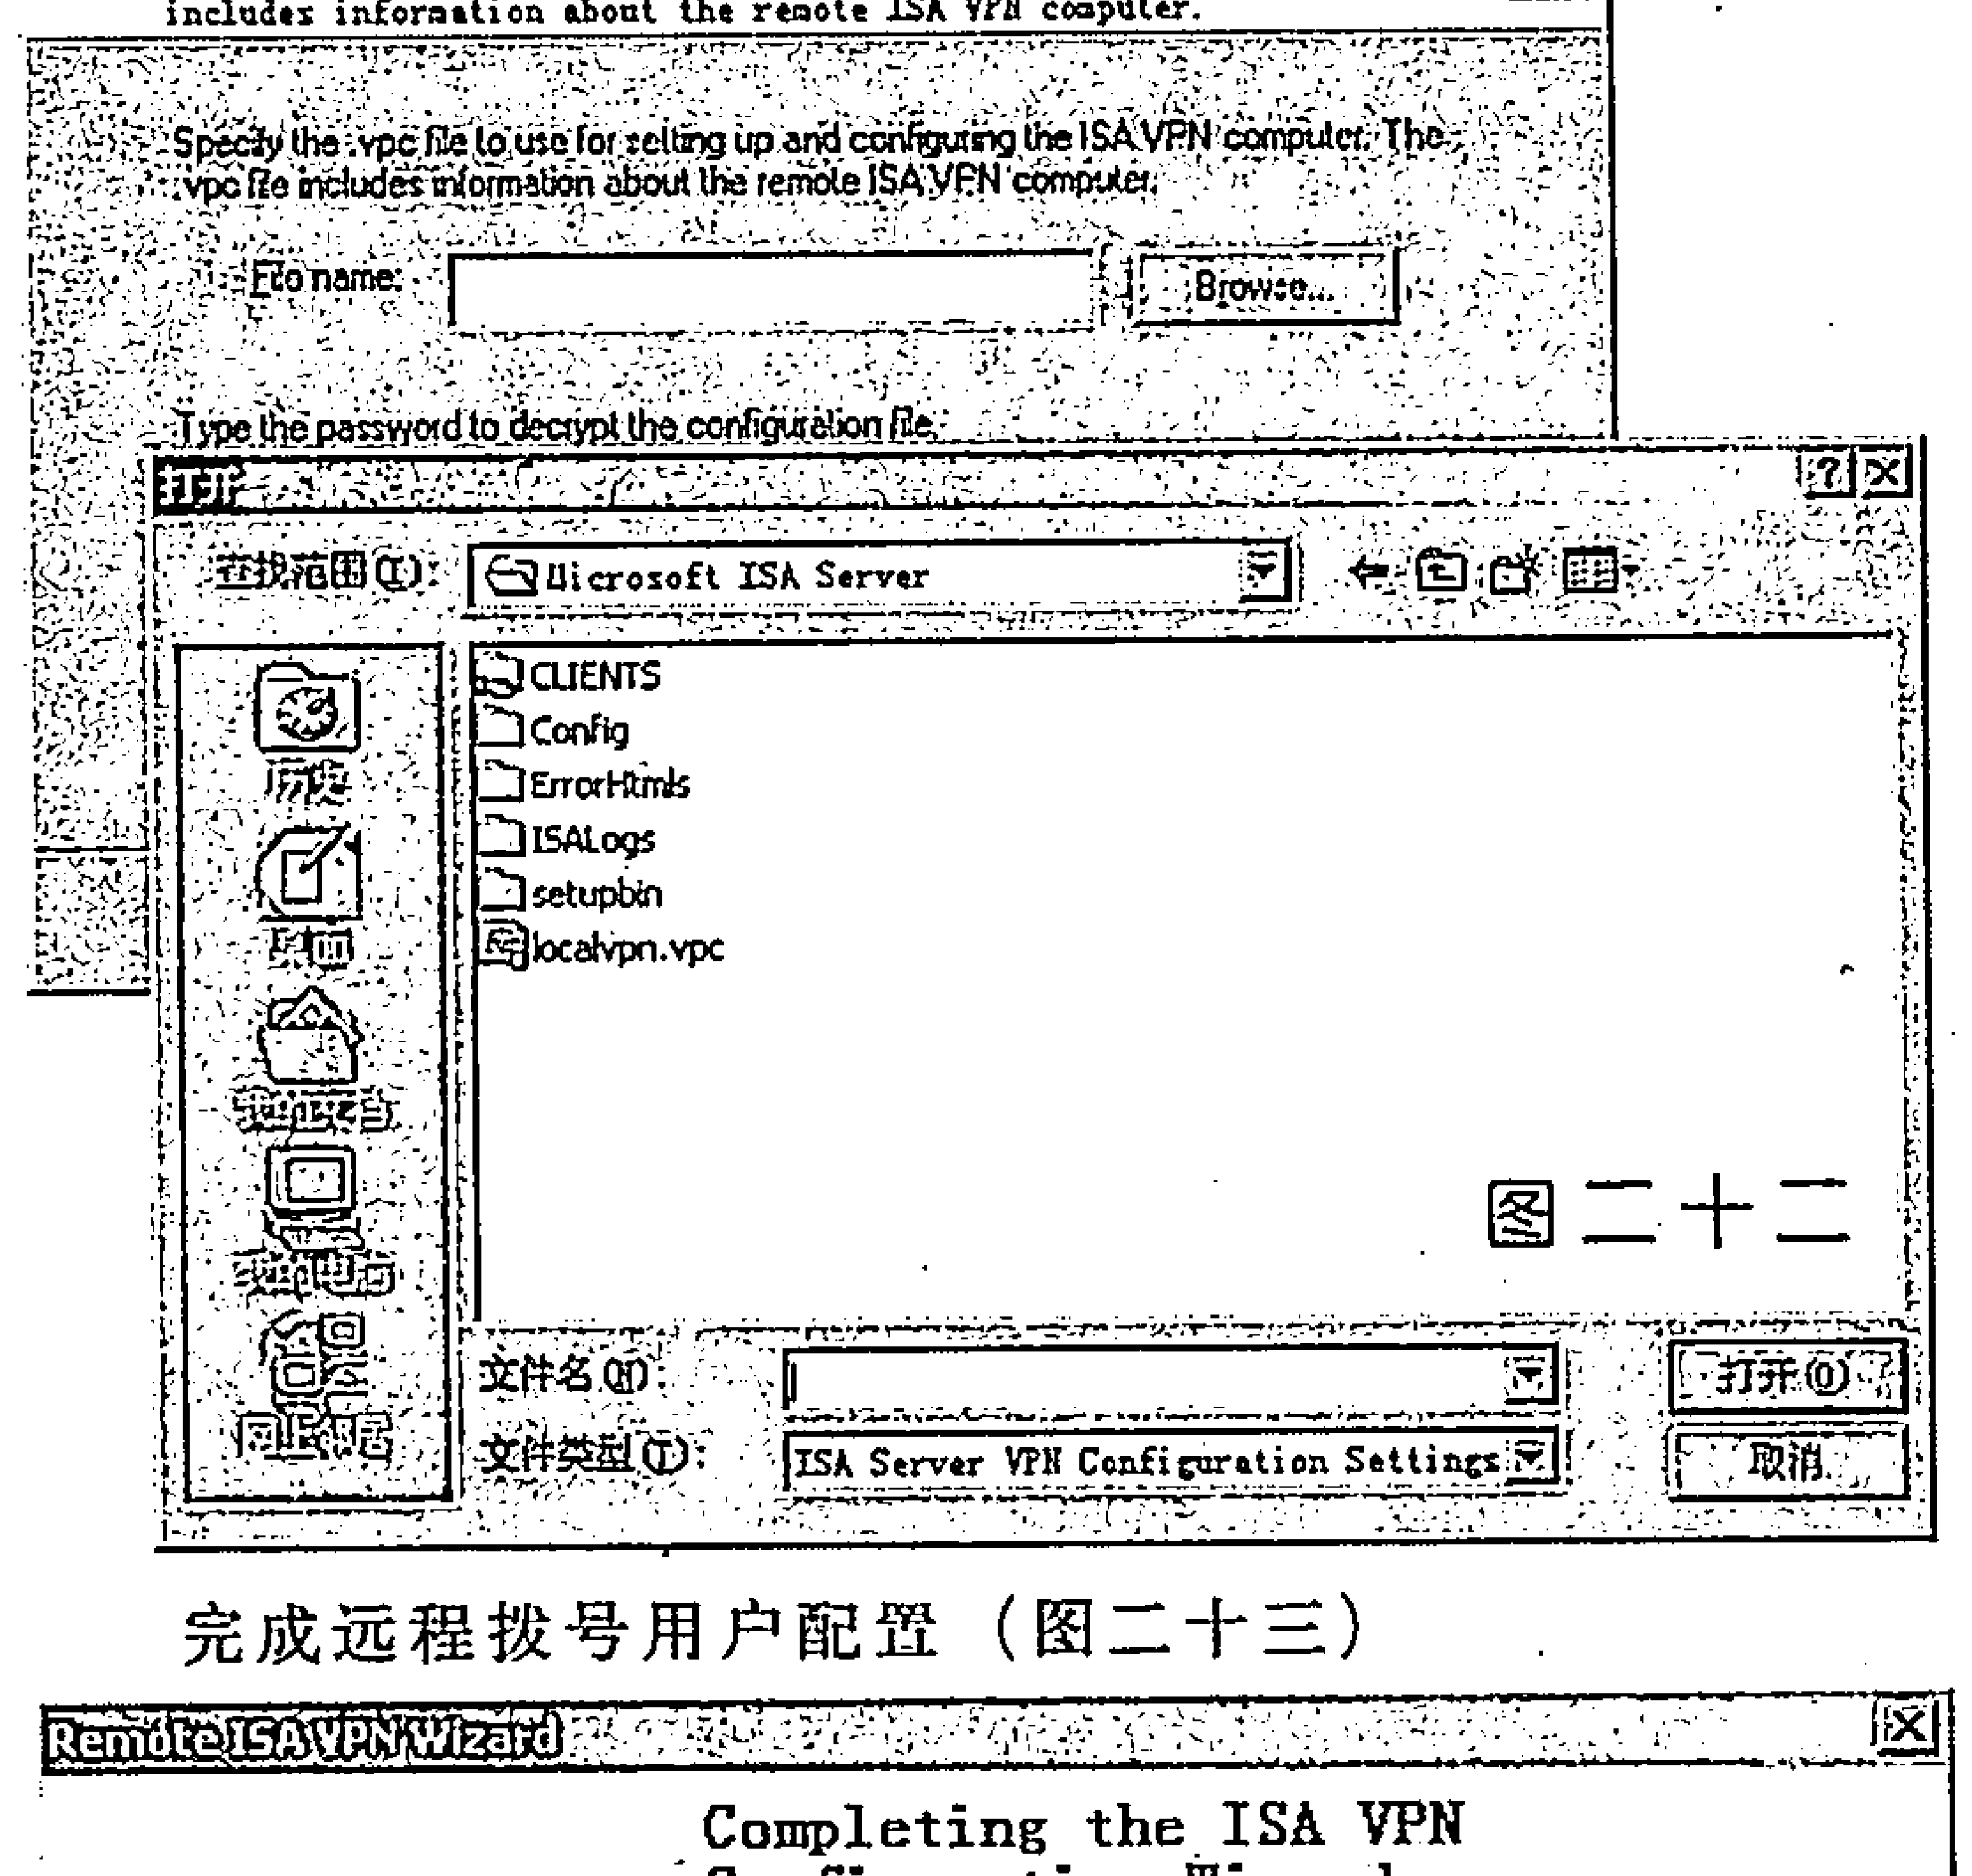 includes information about the remote ISA VPN computer.
Specify the .vpc file to use for setting up and configuring the ISA VPN computer. The
.vpc file includes information about the remote ISA VPN computer.
File name:
Browse...
Type the password to decrypt the configuration file.
打开
查找范围(I):
Microsoft ISA Server
CLIENTS
Config
ErrorHtmls
ISALogs
setupbin
localvpn.vpc
历史
桌面
我的文档
我的电脑
网上邻居
图二十二
文件名(N):
打开(O)
文件类型(T):
ISA Server VPN Configuration Settings
取消
完成远程拨号用户配置（图二十三）
Remote ISA VPN Wizard
Completing the ISA VPN